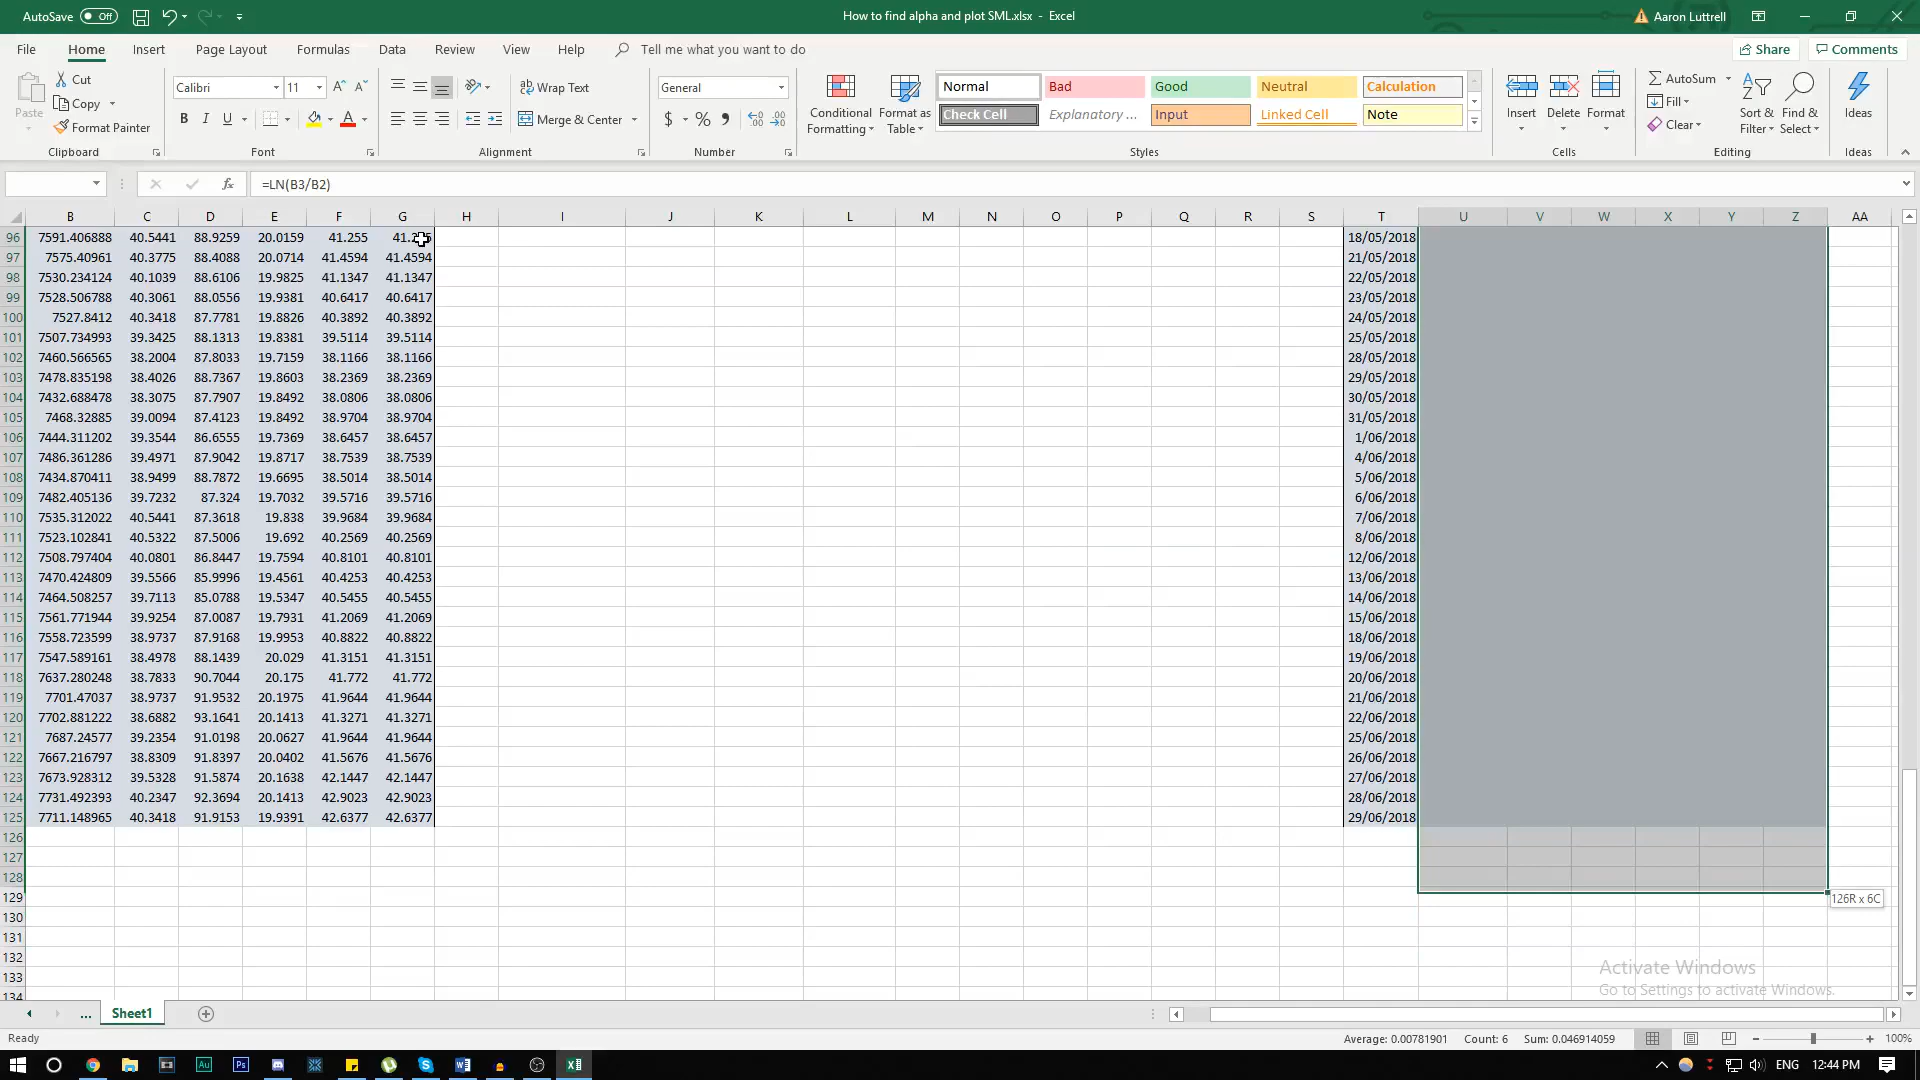 AutoSave Off
How to find alpha and plot SML.xlsx - Excel
Aaron Luttrell
File Home Insert Page Layout Formulas Data Review View Help Tell me what you want to do Share Comments
Paste Cut Copy Format Painter Clipboard
Calibri 11 A A B I U A Font
Wrap Text Merge & Center Alignment
General $ % Number
Conditional Formatting Format as Table
Normal Bad Good Neutral Calculation
Check Cell Explanatory ... Input Linked Cell Note
Styles
Insert Delete Format Cells
AutoSum Fill Clear Sort & Filter Find & Select Editing
Ideas Ideas
fx =LN(B3/B2)
B C D E F G H I J K L M N O P Q R S T U V W X Y Z AA
96 7591.406888 40.5441 88.9259 20.0159 41.255 18/05/2018
97 7575.40961 40.3775 88.4088 20.0714 41.4594 41.4594 21/05/2018
98 7530.234124 40.1039 88.6106 19.9825 41.1347 41.1347 22/05/2018
99 7528.506788 40.3061 88.0556 19.9381 40.6417 40.6417 23/05/2018
100 7527.8412 40.3418 87.7781 19.8826 40.3892 40.3892 24/05/2018
101 7507.734993 39.3425 88.1313 19.8381 39.5114 39.5114 25/05/2018
102 7460.566565 38.2004 87.8033 19.7159 38.1166 38.1166 28/05/2018
103 7478.835198 38.4026 88.7367 19.8603 38.2369 38.2369 29/05/2018
104 7432.688478 38.3075 87.7907 19.8492 38.0806 38.0806 30/05/2018
105 7468.32885 39.0094 87.4123 19.8492 38.9704 38.9704 31/05/2018
106 7444.311202 39.3544 86.6555 19.7369 38.6457 38.6457 1/06/2018
107 7486.361286 39.4971 87.9042 19.8717 38.7539 38.7539 4/06/2018
108 7434.870411 38.9499 88.7872 19.6695 38.5014 38.5014 5/06/2018
109 7482.405136 39.7232 87.324 19.7032 39.5716 39.5716 6/06/2018
110 7535.312022 40.5441 87.3618 19.838 39.9684 39.9684 7/06/2018
111 7523.102841 40.5322 87.5006 19.692 40.2569 40.2569 8/06/2018
112 7508.797404 40.0801 86.8447 19.7594 40.8101 40.8101 12/06/2018
113 7470.424809 39.5566 85.9996 19.4561 40.4253 40.4253 13/06/2018
114 7464.508257 39.7113 85.0788 19.5347 40.5455 40.5455 14/06/2018
115 7561.771944 39.9254 87.0087 19.7931 41.2069 41.2069 15/06/2018
116 7558.723599 38.9737 87.9168 19.9953 40.8822 40.8822 18/06/2018
117 7547.589161 38.4978 88.1439 20.029 41.3151 41.3151 19/06/2018
118 7637.280248 38.7833 90.7044 20.175 41.772 41.772 20/06/2018
119 7701.47037 38.9737 91.9532 20.1975 41.9644 41.9644 21/06/2018
120 7702.881222 38.6882 93.1641 20.1413 41.3271 41.3271 22/06/2018
121 7687.24577 39.2354 91.0198 20.0627 41.9644 41.9644 25/06/2018
122 7667.216797 38.8309 91.8397 20.0402 41.5676 41.5676 26/06/2018
123 7673.928312 39.5328 91.5874 20.1638 42.1447 42.1447 27/06/2018
124 7731.492393 40.2347 92.3694 20.1413 42.9023 42.9023 28/06/2018
125 7711.148965 40.3418 91.9153 19.9391 42.6377 42.6377 29/06/2018
126
127
128
129 126R x 6C
130
131
132
133
134
Activate Windows
Go to Settings to activate Windows.
... Sheet1
Ready Average: 0.00781901 Count: 6 Sum: 0.046914059 100%
ENG 12:44 PM